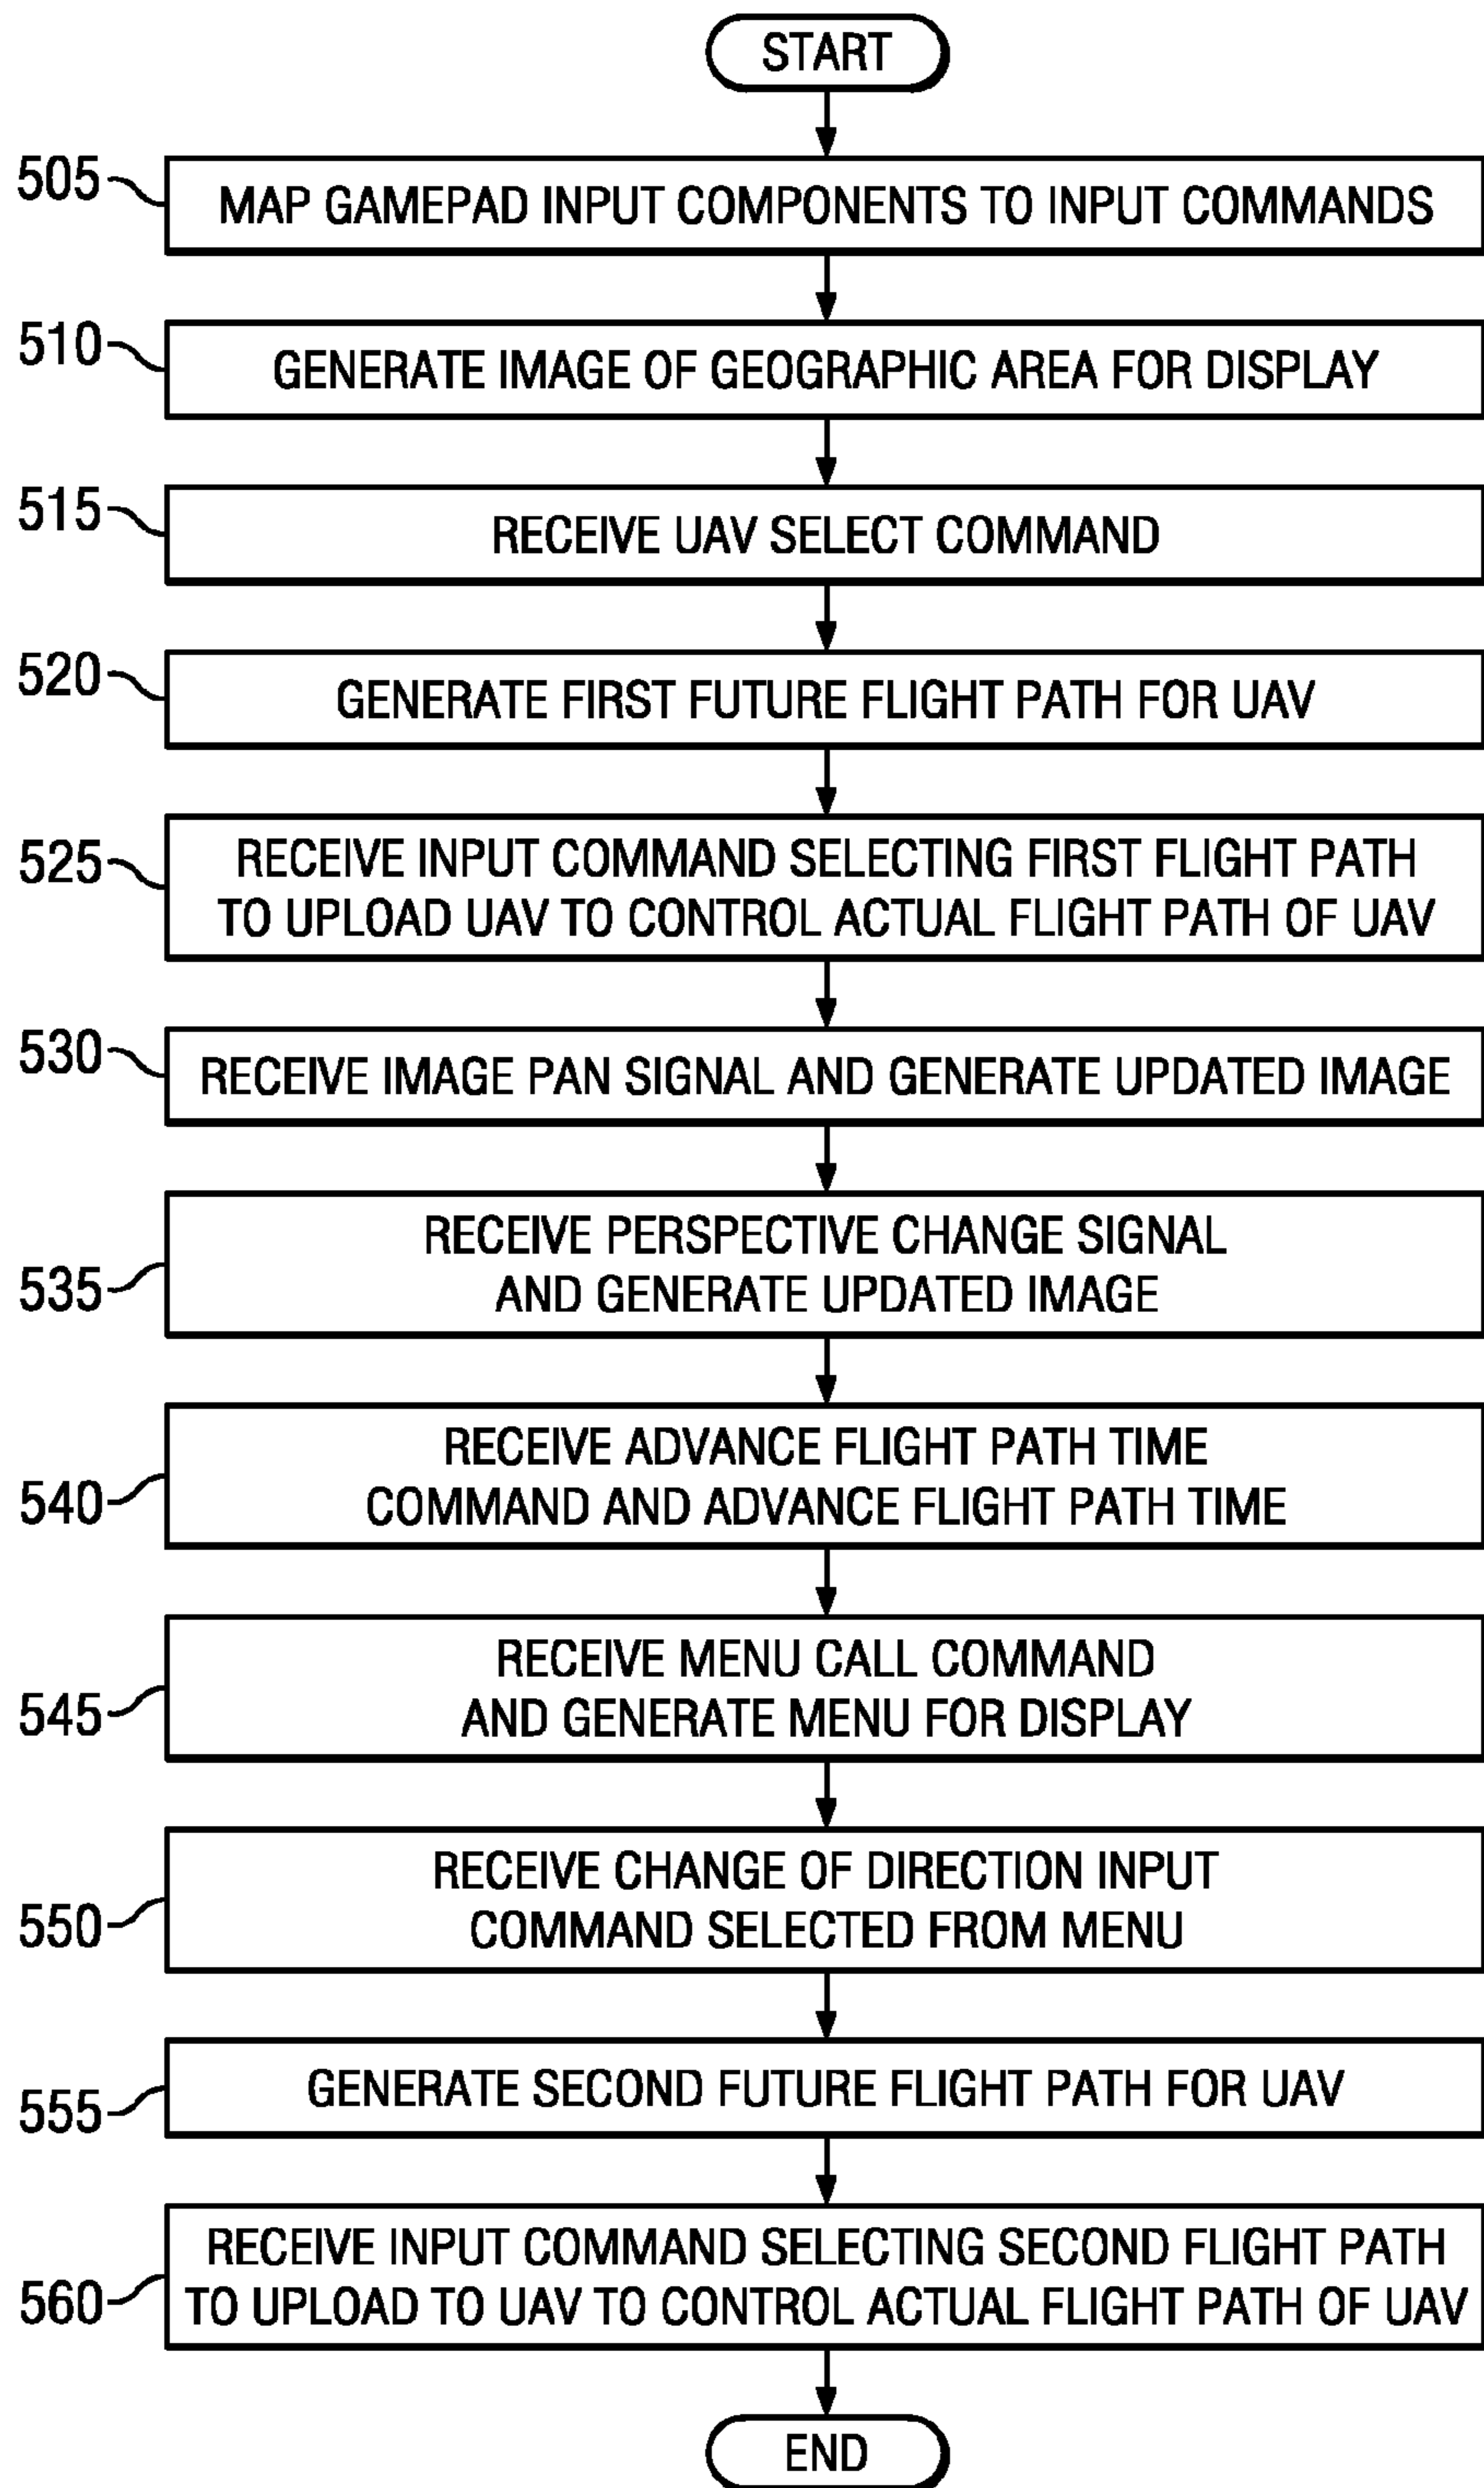 START
505
MAP GAMEPAD INPUT COMPONENTS TO INPUT COMMANDS
510
GENERATE IMAGE OF GEOGRAPHIC AREA FOR DISPLAY
515
RECEIVE UAV SELECT COMMAND
520
GENERATE FIRST FUTURE FLIGHT PATH FOR UAV
525
RECEIVE INPUT COMMAND SELECTING FIRST FLIGHT PATH
TO UPLOAD UAV TO CONTROL ACTUAL FLIGHT PATH OF UAV
530
RECEIVE IMAGE PAN SIGNAL AND GENERATE UPDATED IMAGE
535
RECEIVE PERSPECTIVE CHANGE SIGNAL
AND GENERATE UPDATED IMAGE
540
RECEIVE ADVANCE FLIGHT PATH TIME
COMMAND AND ADVANCE FLIGHT PATH TIME
545
RECEIVE MENU CALL COMMAND
AND GENERATE MENU FOR DISPLAY
550
RECEIVE CHANGE OF DIRECTION INPUT
COMMAND SELECTED FROM MENU
555
GENERATE SECOND FUTURE FLIGHT PATH FOR UAV
560
RECEIVE INPUT COMMAND SELECTING SECOND FLIGHT PATH
TO UPLOAD TO UAV TO CONTROL ACTUAL FLIGHT PATH OF UAV
END